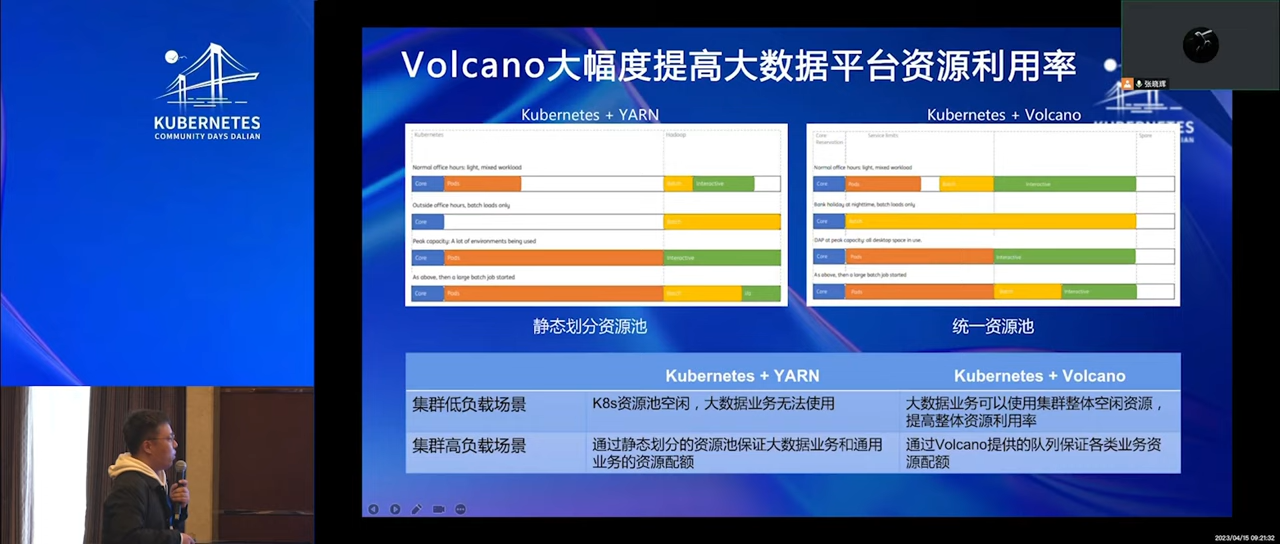 KUBERNETES
COMMUNITY DAYS DALIAN
Volcano大幅度提高大数据平台资源利用率
张晓辉
Kubernetes + YARN
Kubernetes
Hadoop
Normal office hours: light, mixed workload
Core
Pods
Batch
Interactive
Outside office hours, batch loads only
Core
Batch
Peak capacity: A lot of environments being used
Core
Pods
Interactive
As above, then a large batch job started
Core
Pods
Batch
静态划分资源池
Kubernetes + Volcano
Core Reservation
Service limits
Spare
Normal office hours: light, mixed workload
Core
Pods
Batch
Interactive
Bank holiday at nighttime, batch loads only
Core
Batch
DAP at peak capacity: all desktop space in use.
Core
Pods
Interactive
As above, then a large batch job started
Core
Pods
Batch
Interactive
统一资源池
Kubernetes + YARN
Kubernetes + Volcano
集群低负载场景
K8s资源池空闲，大数据业务无法使用
大数据业务可以使用集群整体空闲资源，
提高整体资源利用率
集群高负载场景
通过静态划分的资源池保证大数据业务和通用
业务的资源配额
通过Volcano提供的队列保证各类业务资
源配额
2023/04/15 09:21:32